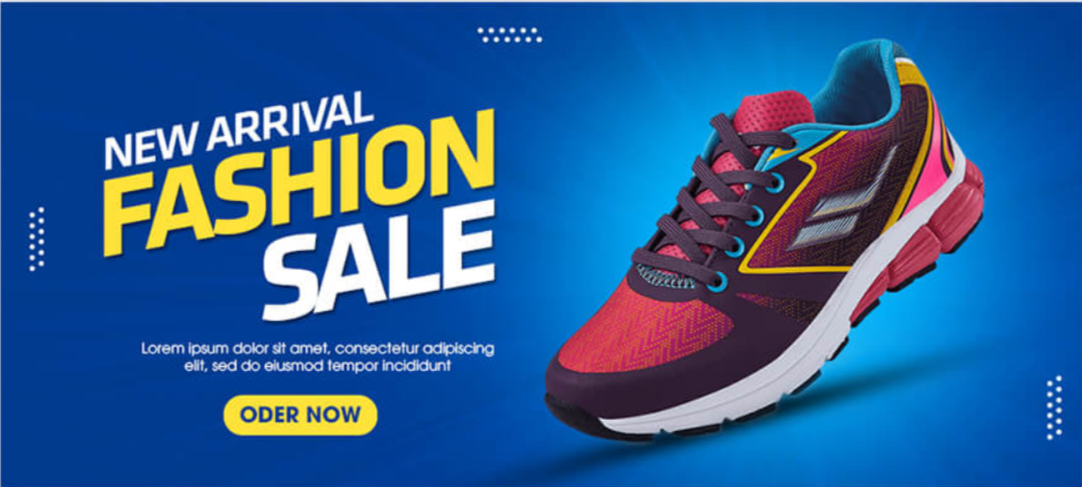 NEW ARRIVAL
FASHION
SALE
Lorem ipsum dolor sit amet, consectetur adipiscing
elit, sed do eiusmod tempor incididunt
ODER NOW